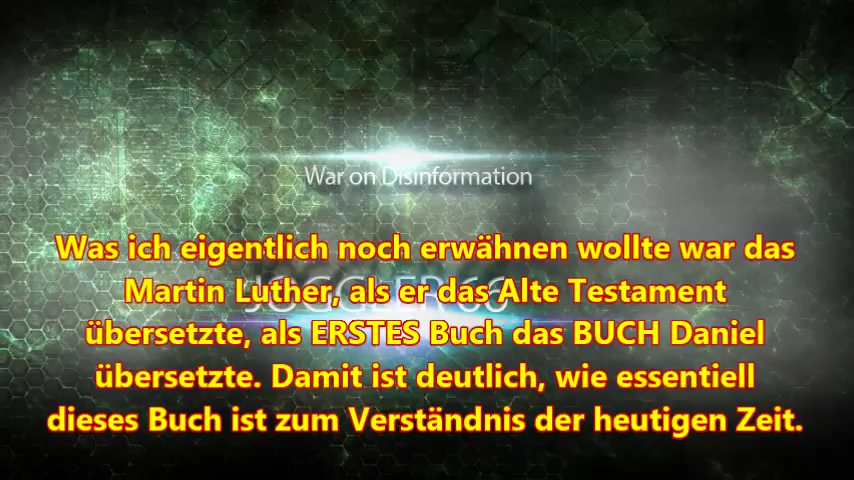 War on Disinformation
JOGGLER 66
Was ich eigentlich noch erwähnen wollte war das
Martin Luther, als er das Alte Testament
übersetzte, als ERSTES Buch das BUCH Daniel
übersetzte. Damit ist deutlich, wie essentiell
dieses Buch ist zum Verständnis der heutigen Zeit.